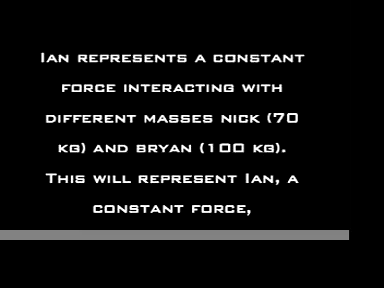 Ian represents a constant
force interacting with
different masses nick (70
kg) and bryan (100 kg).
This will represent Ian, a
constant force,